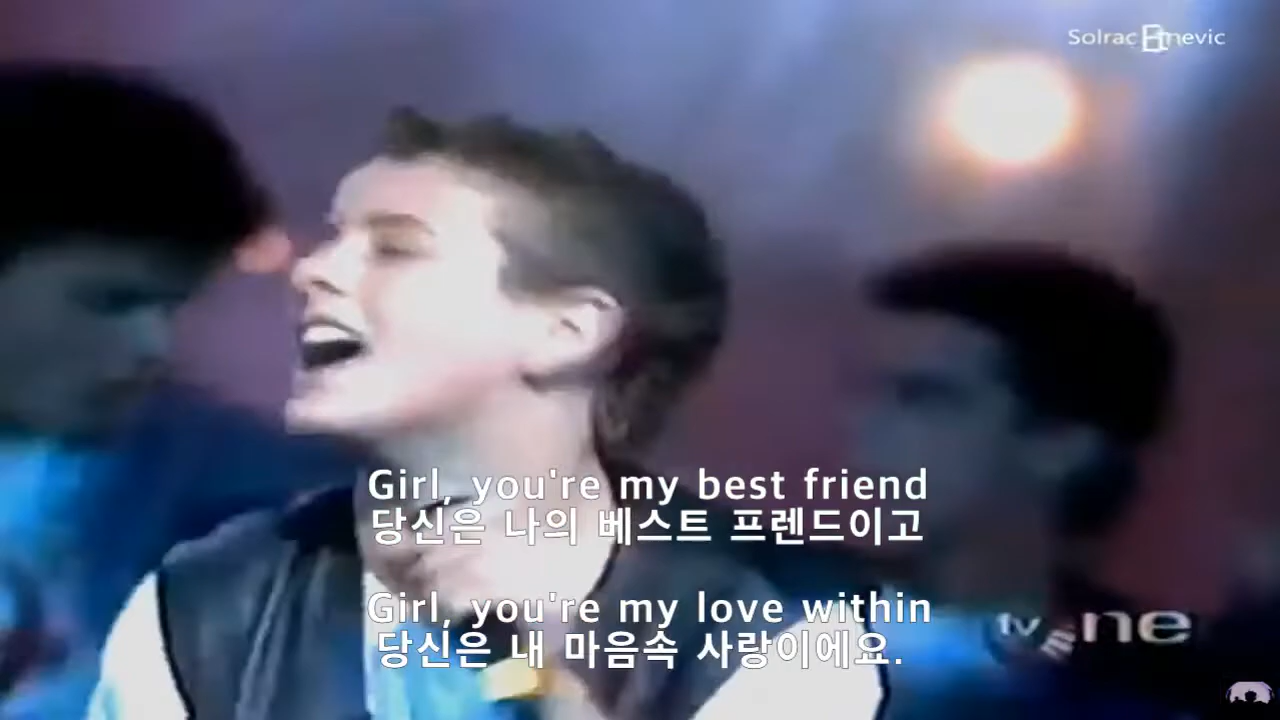 Solrac
Girl, you're my best friend
당신은 나의 베스트 프렌드이고
Girl, you're my love within
당신은 내 마음속 사랑이에요.
tv
ne